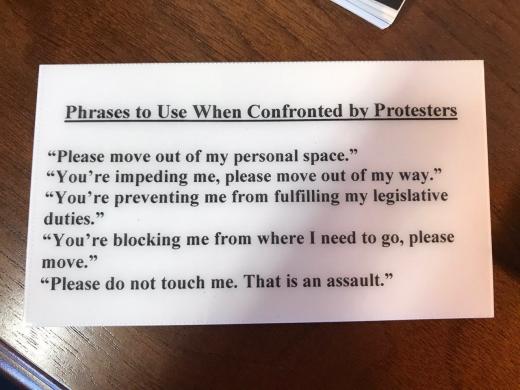 Phrases to Use When Confronted by Protesters
“Please move out of my personal space.”
“You’re impeding me, please move out of my way.”
“You’re preventing me from fulfilling my legislative
duties.”
“You’re blocking me from where I need to go, please
move.”
“Please do not touch me. That is an assault.”